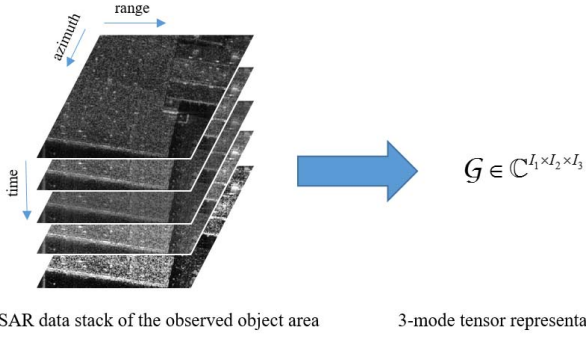 range
azimuth
time
𝒢 ∈ ℂ^{I₁×I₂×I₃}
SAR data stack of the observed object area
3-mode tensor representa